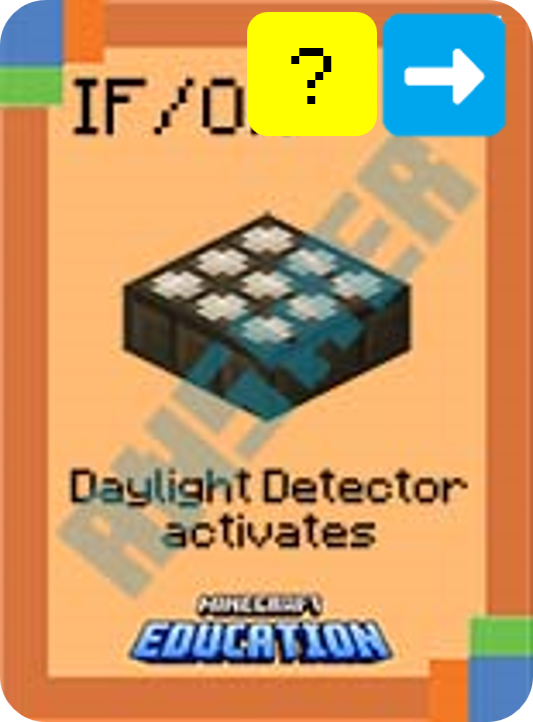 IF/O
?
Daylight Detector
activates
MINECRAFT
EDUCATION